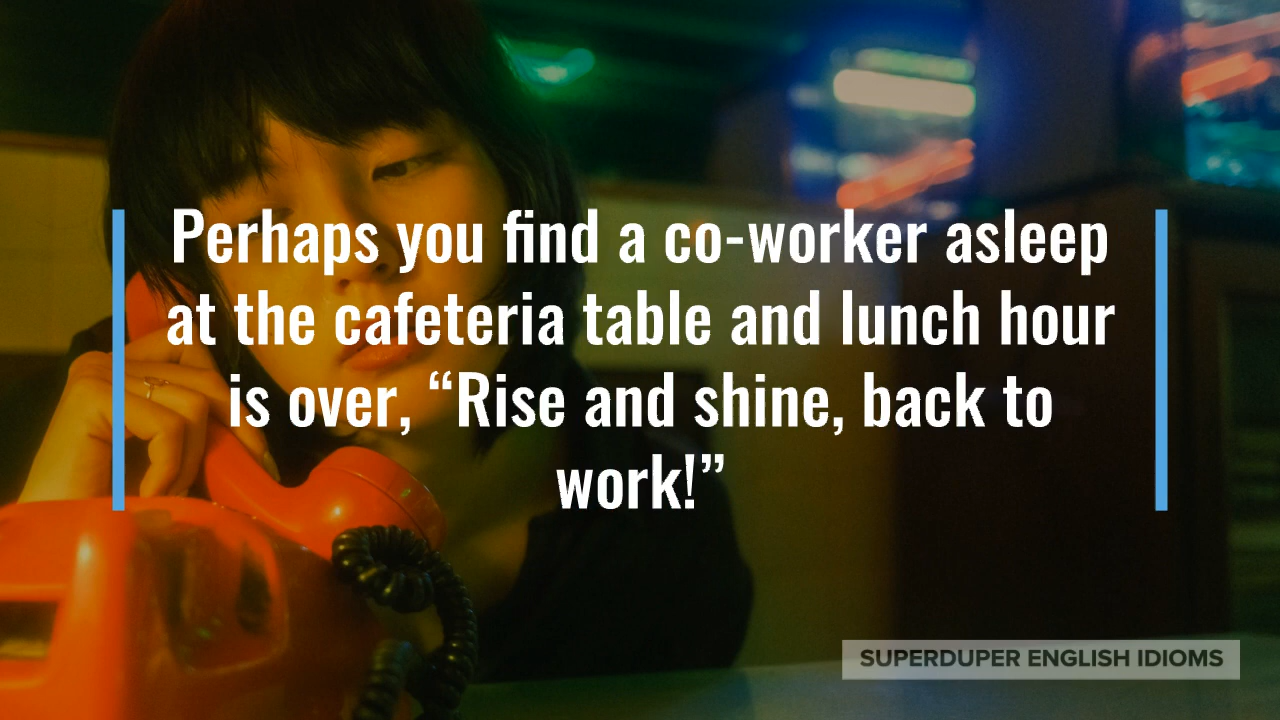 Perhaps you find a co-worker asleep
at the cafeteria table and lunch hour
is over, “Rise and shine, back to
work!”
SUPERDUPER ENGLISH IDIOMS